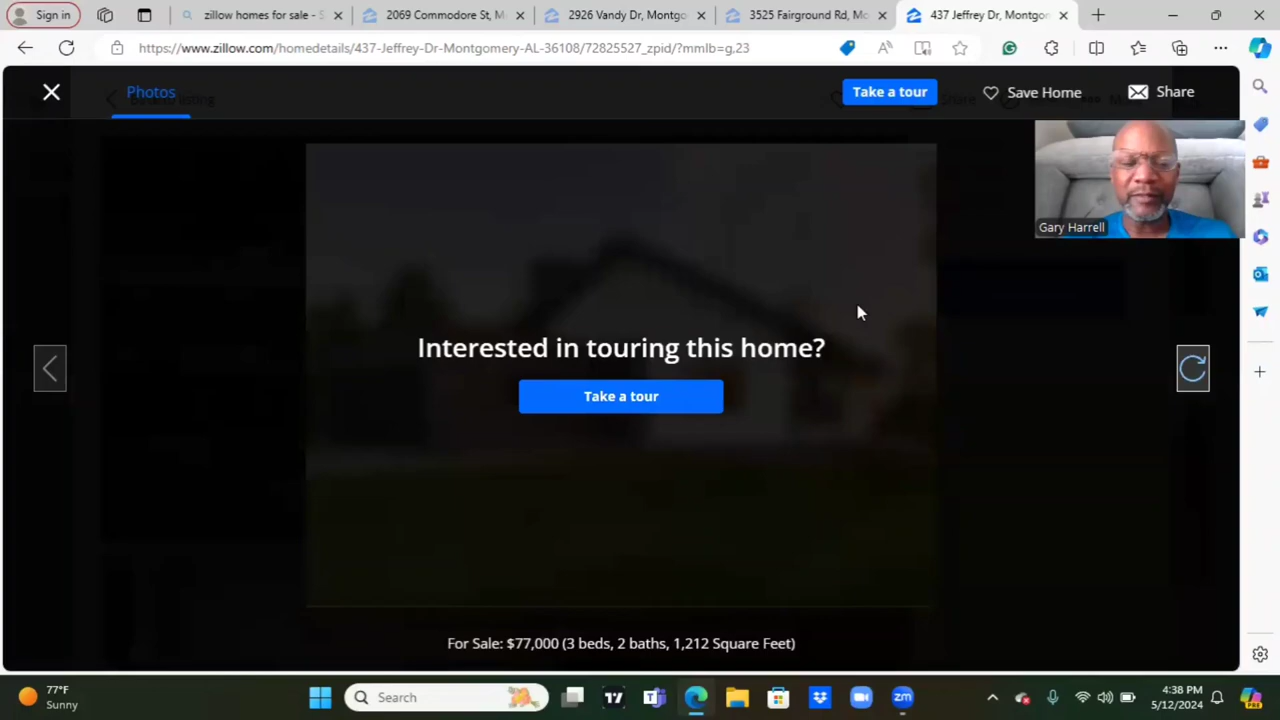 Sign in
zillow homes for sale - S
2069 Commodore St, M
2926 Vandy Dr, Montgo
3525 Fairground Rd, Mo
437 Jeffrey Dr, Montgom
https://www.zillow.com/homedetails/437-Jeffrey-Dr-Montgomery-AL-36108/72825527_zpid/?mmlb=g,23
Photos
Take a tour
Save Home
Share
Gary Harrell
Interested in touring this home?
Take a tour
For Sale: $77,000 (3 beds, 2 baths, 1,212 Square Feet)
77°F
Sunny
Search
zm
4:38 PM
5/12/2024